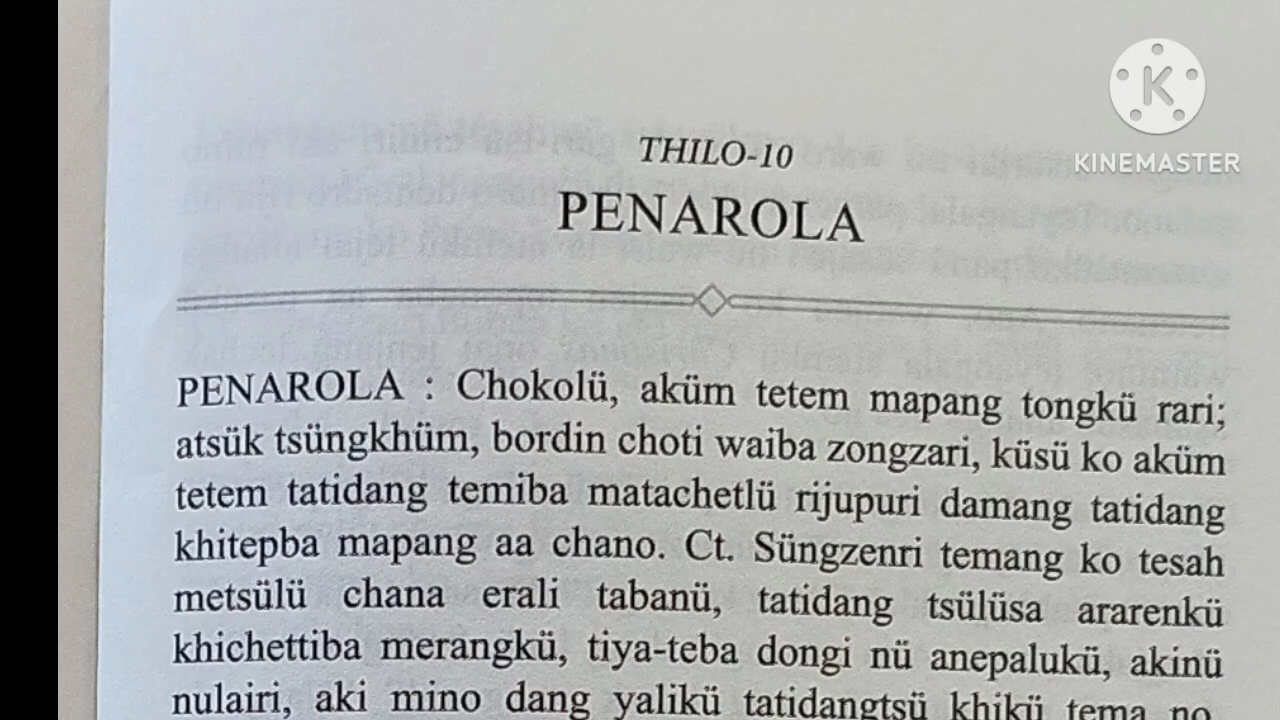 THILO-10
PENAROLA
KINEMASTER
PENAROLA : Chokolü, aküm tetem mapang tongkü rari;
atsük tsüngkhüm, bordin choti waiba zongzari, küsü ko aküm
tetem tatidang temiba matachetlü rijupuri damang tatidang
khitepba mapang aa chano. Ct. Süngzenri temang ko tesah
metsülü chana erali tabanü, tatidang tsülüsa ararenkü
khichettiba merangkü, tiya-teba dongi nü anepalukü, akinü
nulairi, aki mino dang yalikü tatidangtsü khikü tema no